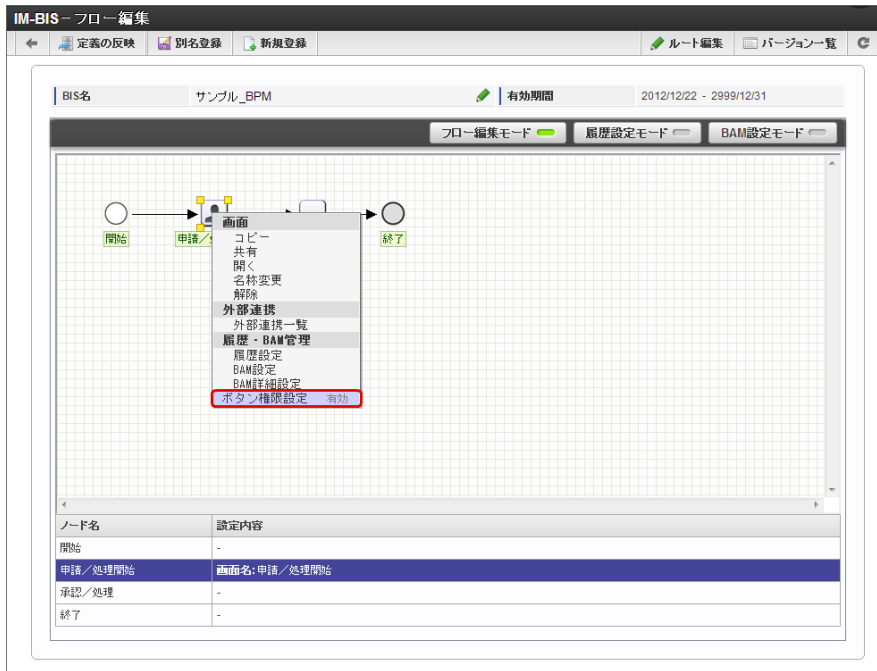 IM-BIS－フロー編集
定義の反映 別名登録 新規登録 ルート編集 バージョン一覧
BIS名 サンプル_BPM 有効期間 2012/12/22 - 2999/12/31
フロー編集モード 履歴設定モード BAM設定モード
開始 申請／ 終了
画面
コピー
共有
開く
名称変更
解除
外部連携
外部連携一覧
履歴・BAM管理
履歴設定
BAM設定
BAM詳細設定
ボタン権限設定 有効
ノード名 設定内容
開始 -
申請／処理開始 画面名:申請／処理開始
承認／処理 -
終了 -